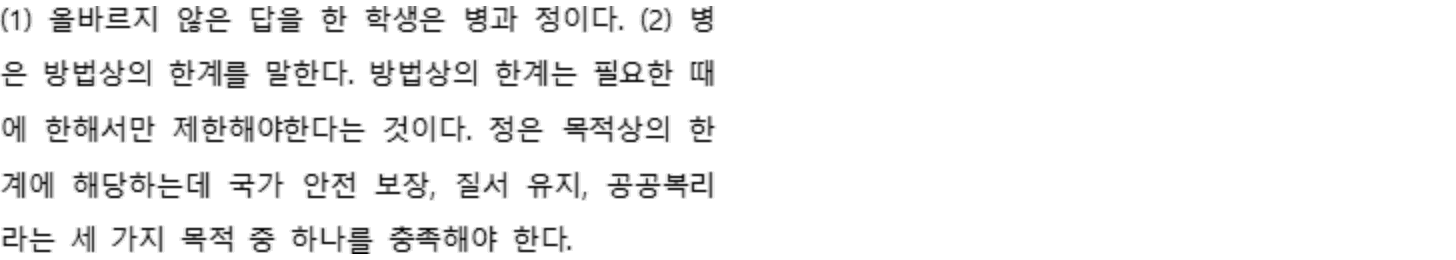 (1) 올바르지 않은 답을 한 학생은 병과 정이다. (2) 병
은 방법상의 한계를 말한다. 방법상의 한계는 필요한 때
에 한해서만 제한해야한다는 것이다. 정은 목적상의 한
계에 해당하는데 국가 안전 보장, 질서 유지, 공공복리
라는 세 가지 목적 중 하나를 충족해야 한다.